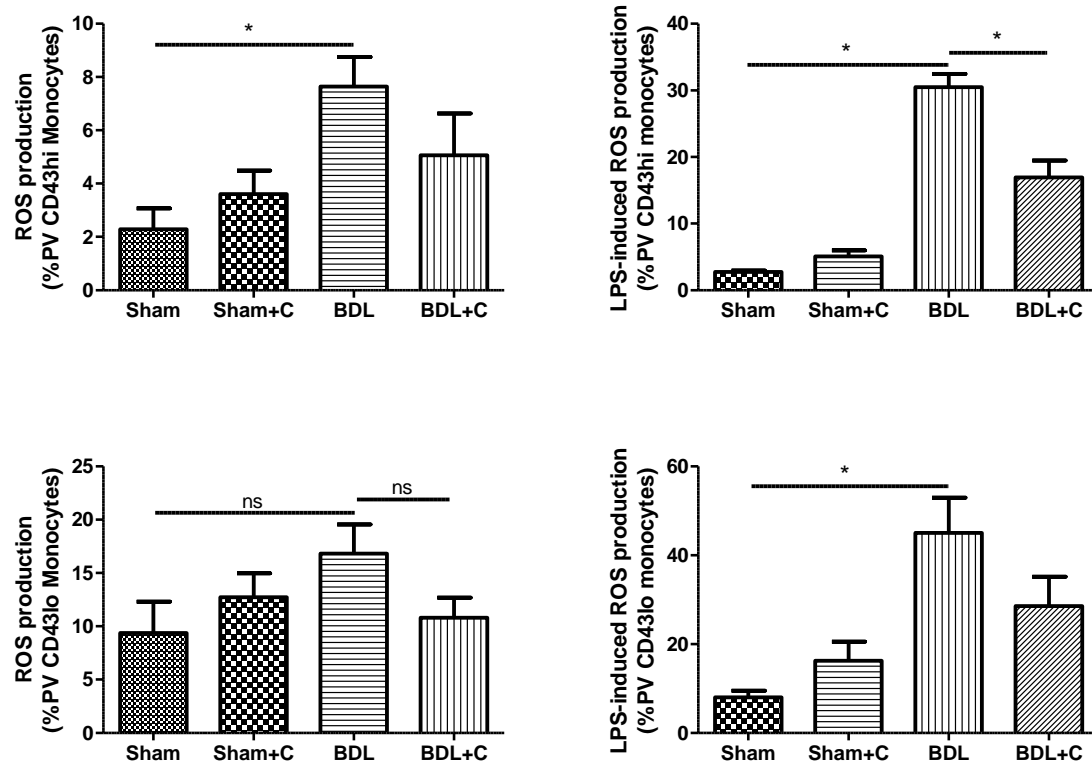 ROS production
(%PV CD43hi Monocytes)
10
8
6
4
2
0
*
Sham Sham+C BDL BDL+C
LPS-induced ROS production
(%PV CD43hi monocytes)
40
30
20
10
0
* *
Sham Sham+C BDL BDL+C
ROS production
(%PV CD43lo Monocytes)
25
20
15
10
5
0
ns ns
Sham Sham+C BDL BDL+C
LPS-induced ROS production
(%PV CD43lo monocytes)
60
40
20
0
*
Sham Sham+C BDL BDL+C